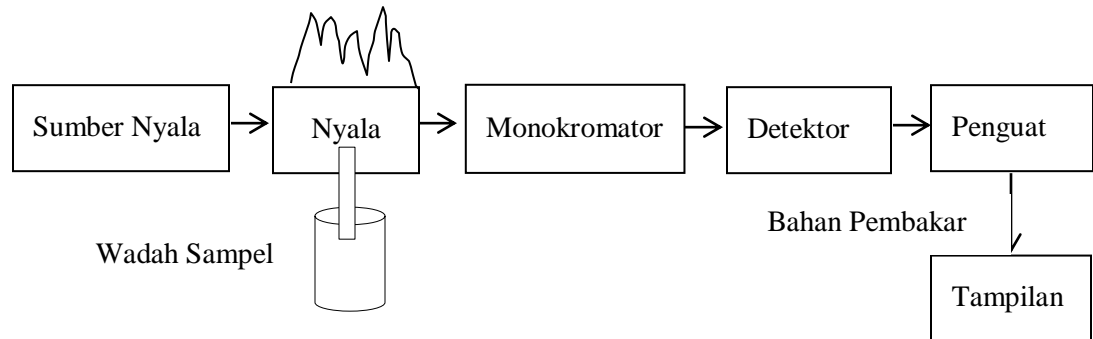 Sumber Nyala
Nyala
Monokromator
Detektor
Penguat
Wadah Sampel
Bahan Pembakar
Tampilan